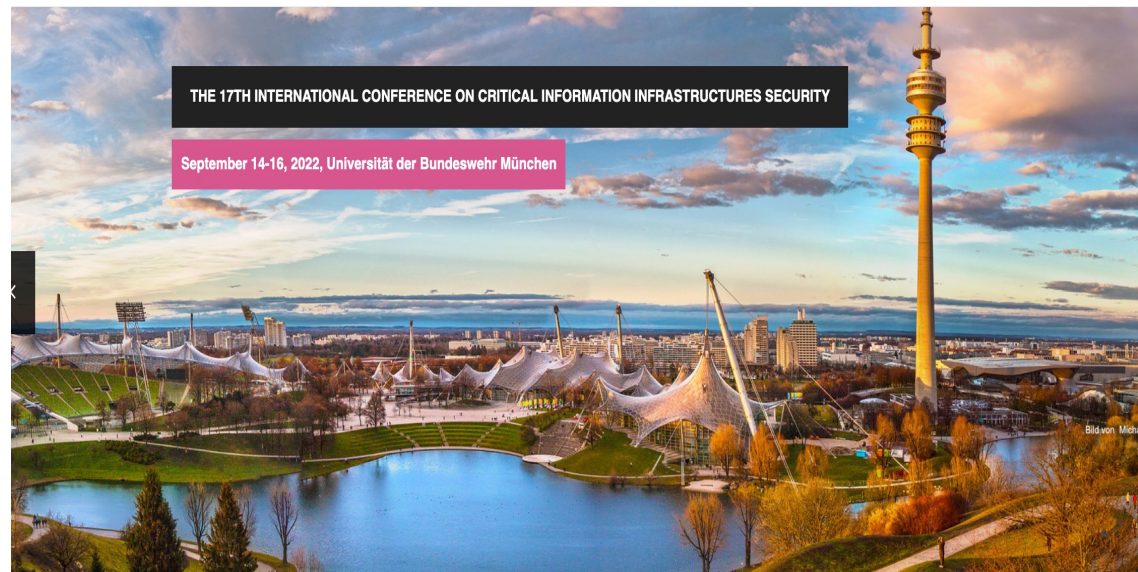 THE 17TH INTERNATIONAL CONFERENCE ON CRITICAL INFORMATION INFRASTRUCTURES SECURITY
September 14-16, 2022, Universität der Bundeswehr München
Bild von